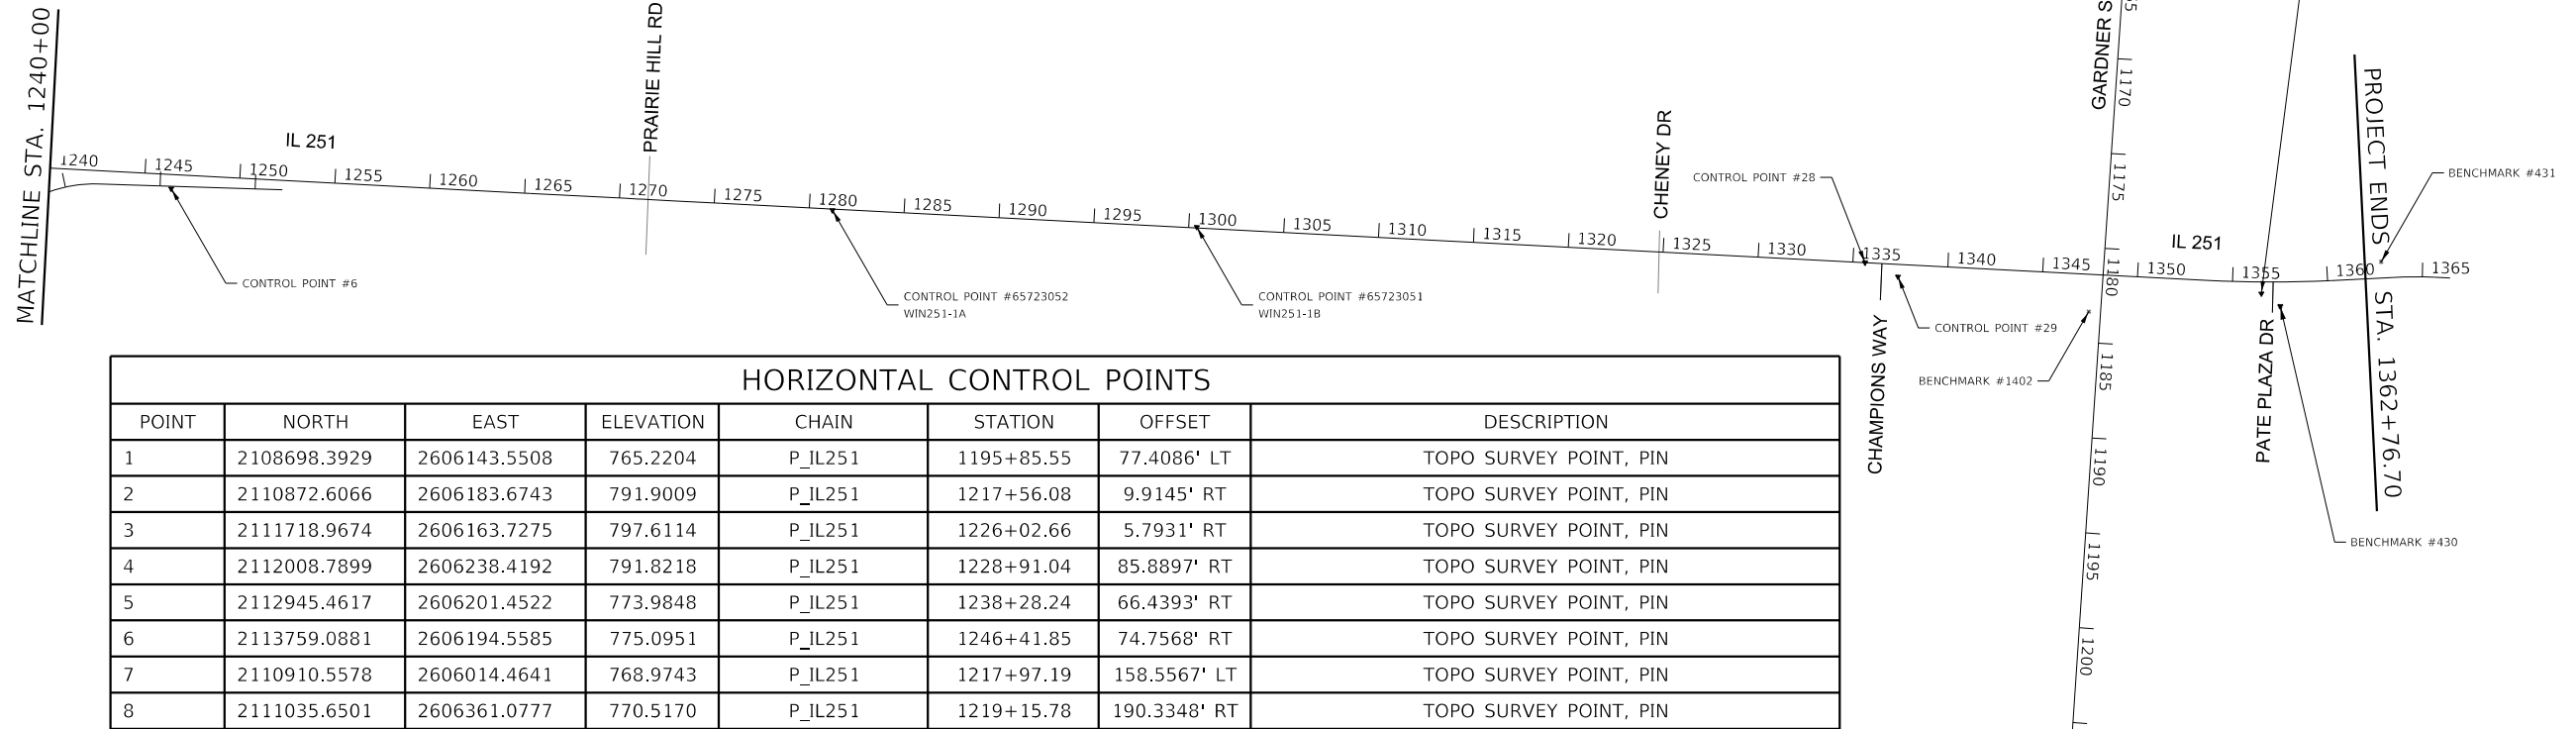 MATCHLINE STA. 1240+00
IL 251
PRAIRIE HILL RD
CHENEY DR
GARDNER S
1240 1245 1250 1255 1260 1265 1270 1275 1280 1285 1290 1295 1300 1305 1310 1315 1320 1325 1330 1335 1340 1345 1350 1355 1360 1365
IL 251
1170
1175
1180
1185
1190
1195
1200
PROJECT ENDS STA. 1362+76.70
CONTROL POINT #6
CONTROL POINT #65723052
WIN251-1A
CONTROL POINT #65723051
WIN251-1B
CONTROL POINT #28
CONTROL POINT #29
BENCHMARK #1402
BENCHMARK #431
BENCHMARK #430
CHAMPIONS WAY
PATE PLAZA DR
HORIZONTAL CONTROL POINTS
POINT NORTH EAST ELEVATION CHAIN STATION OFFSET DESCRIPTION
1 2108698.3929 2606143.5508 765.2204 P_IL251 1195+85.55 77.4086' LT TOPO SURVEY POINT, PIN
2 2110872.6066 2606183.6743 791.9009 P_IL251 1217+56.08 9.9145' RT TOPO SURVEY POINT, PIN
3 2111718.9674 2606163.7275 797.6114 P_IL251 1226+02.66 5.7931' RT TOPO SURVEY POINT, PIN
4 2112008.7899 2606238.4192 791.8218 P_IL251 1228+91.04 85.8897' RT TOPO SURVEY POINT, PIN
5 2112945.4617 2606201.4522 773.9848 P_IL251 1238+28.24 66.4393' RT TOPO SURVEY POINT, PIN
6 2113759.0881 2606194.5585 775.0951 P_IL251 1246+41.85 74.7568' RT TOPO SURVEY POINT, PIN
7 2110910.5578 2606014.4641 768.9743 P_IL251 1217+97.19 158.5567' LT TOPO SURVEY POINT, PIN
8 2111035.6501 2606361.0777 770.5170 P_IL251 1219+15.78 190.3348' RT TOPO SURVEY POINT, PIN